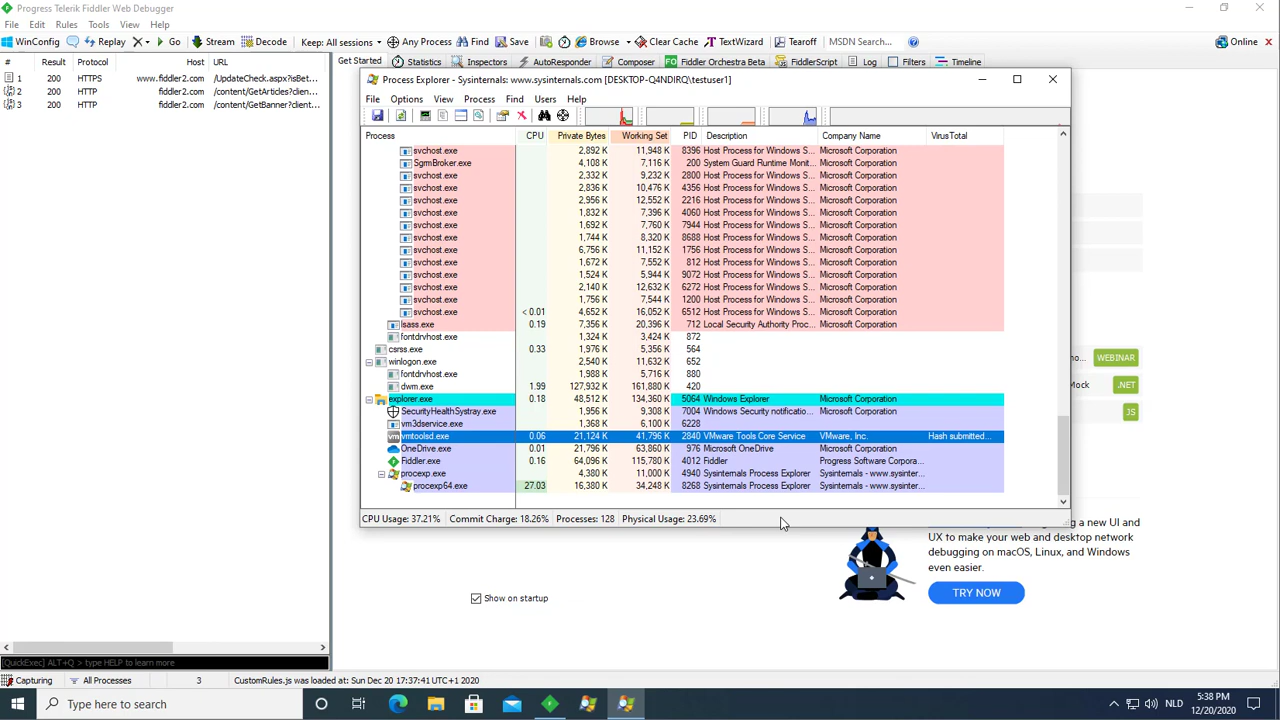 Progress Telerik Fiddler Web Debugger
File Edit Rules Tools View Help
WinConfig Replay Go Stream Decode Keep: All sessions Any Process Find Save Browse Clear Cache TextWizard Tearoff MSDN Search... Online
# Result Protocol Host URL
1 200 HTTPS www.fiddler2.com /UpdateCheck.aspx?isBet...
2 200 HTTP fiddler2.com /content/GetArticles?clien...
3 200 HTTP fiddler2.com /content/GetBanner?client...
Get Started Statistics Inspectors AutoResponder Composer FO Fiddler Orchestra Beta FiddlerScript Log Filters Timeline
Process Explorer - Sysinternals: www.sysinternals.com [DESKTOP-Q4NDIRQ\testuser1]
File Options View Process Find Users Help
Process CPU Private Bytes Working Set PID Description Company Name VirusTotal
svchost.exe 2,892 K 11,948 K 8396 Host Process for Windows S... Microsoft Corporation
SgrmBroker.exe 4,108 K 7,116 K 200 System Guard Runtime Monit... Microsoft Corporation
svchost.exe 2,332 K 9,232 K 2800 Host Process for Windows S... Microsoft Corporation
svchost.exe 2,836 K 10,476 K 4356 Host Process for Windows S... Microsoft Corporation
svchost.exe 2,956 K 12,552 K 2216 Host Process for Windows S... Microsoft Corporation
svchost.exe 1,832 K 7,396 K 4060 Host Process for Windows S... Microsoft Corporation
svchost.exe 1,692 K 7,760 K 7944 Host Process for Windows S... Microsoft Corporation
svchost.exe 1,744 K 8,320 K 8688 Host Process for Windows S... Microsoft Corporation
svchost.exe 6,756 K 11,152 K 1756 Host Process for Windows S... Microsoft Corporation
svchost.exe 1,672 K 7,552 K 812 Host Process for Windows S... Microsoft Corporation
svchost.exe 1,524 K 5,944 K 9072 Host Process for Windows S... Microsoft Corporation
svchost.exe 2,140 K 12,632 K 6272 Host Process for Windows S... Microsoft Corporation
svchost.exe 1,756 K 7,544 K 1200 Host Process for Windows S... Microsoft Corporation
svchost.exe < 0.01 4,652 K 16,052 K 6512 Host Process for Windows S... Microsoft Corporation
lsass.exe 0.19 7,356 K 20,396 K 712 Local Security Authority Proc... Microsoft Corporation
fontdrvhost.exe 1,324 K 3,424 K 872
csrss.exe 0.33 1,976 K 5,356 K 564
winlogon.exe 2,540 K 11,632 K 652
fontdrvhost.exe 1,988 K 5,716 K 880
dwm.exe 1.99 127,932 K 161,880 K 420
explorer.exe 0.18 48,512 K 134,360 K 5064 Windows Explorer Microsoft Corporation
SecurityHealthSystray.exe 1,956 K 9,308 K 7004 Windows Security notificatio... Microsoft Corporation
vm3dservice.exe 1,368 K 6,100 K 6228
vm vmtoolsd.exe 0.06 21,124 K 41,796 K 2840 VMware Tools Core Service VMware, Inc. Hash submitted...
OneDrive.exe 0.01 21,796 K 63,860 K 976 Microsoft OneDrive Microsoft Corporation
Fiddler.exe 0.16 64,096 K 115,780 K 4012 Fiddler Progress Software Corpora...
procexp.exe 4,380 K 11,000 K 4940 Sysinternals Process Explorer Sysinternals - www.sysinter...
procexp64.exe 27.03 16,380 K 34,248 K 8268 Sysinternals Process Explorer Sysinternals - www.sysinter...
CPU Usage: 37.21% Commit Charge: 18.26% Processes: 128 Physical Usage: 23.69%
no... WEBINAR
Mock .NET
JS
g a new UI and
UX to make your web and desktop network
debugging on macOS, Linux, and Windows
even easier.
TRY NOW
Show on startup
[QuickExec] ALT+Q > type HELP to learn more
Capturing All Processes 3 CustomRules.js was loaded at: Sun Dec 20 17:37:41 UTC+1 2020
Type here to search
NLD
5:38 PM
12/20/2020